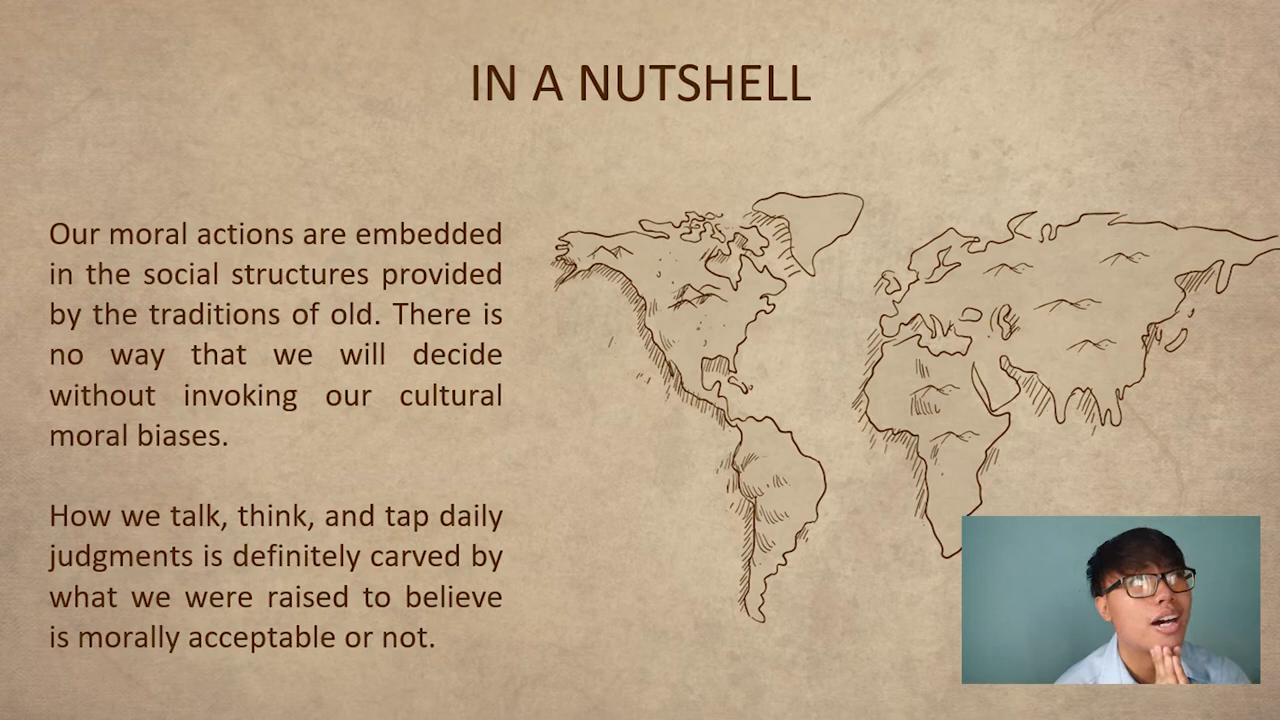 IN A NUTSHELL
Our moral actions are embedded
in the social structures provided
by the traditions of old. There is
no way that we will decide
without invoking our cultural
moral biases.
How we talk, think, and tap daily
judgments is definitely carved by
what we were raised to believe
is morally acceptable or not.